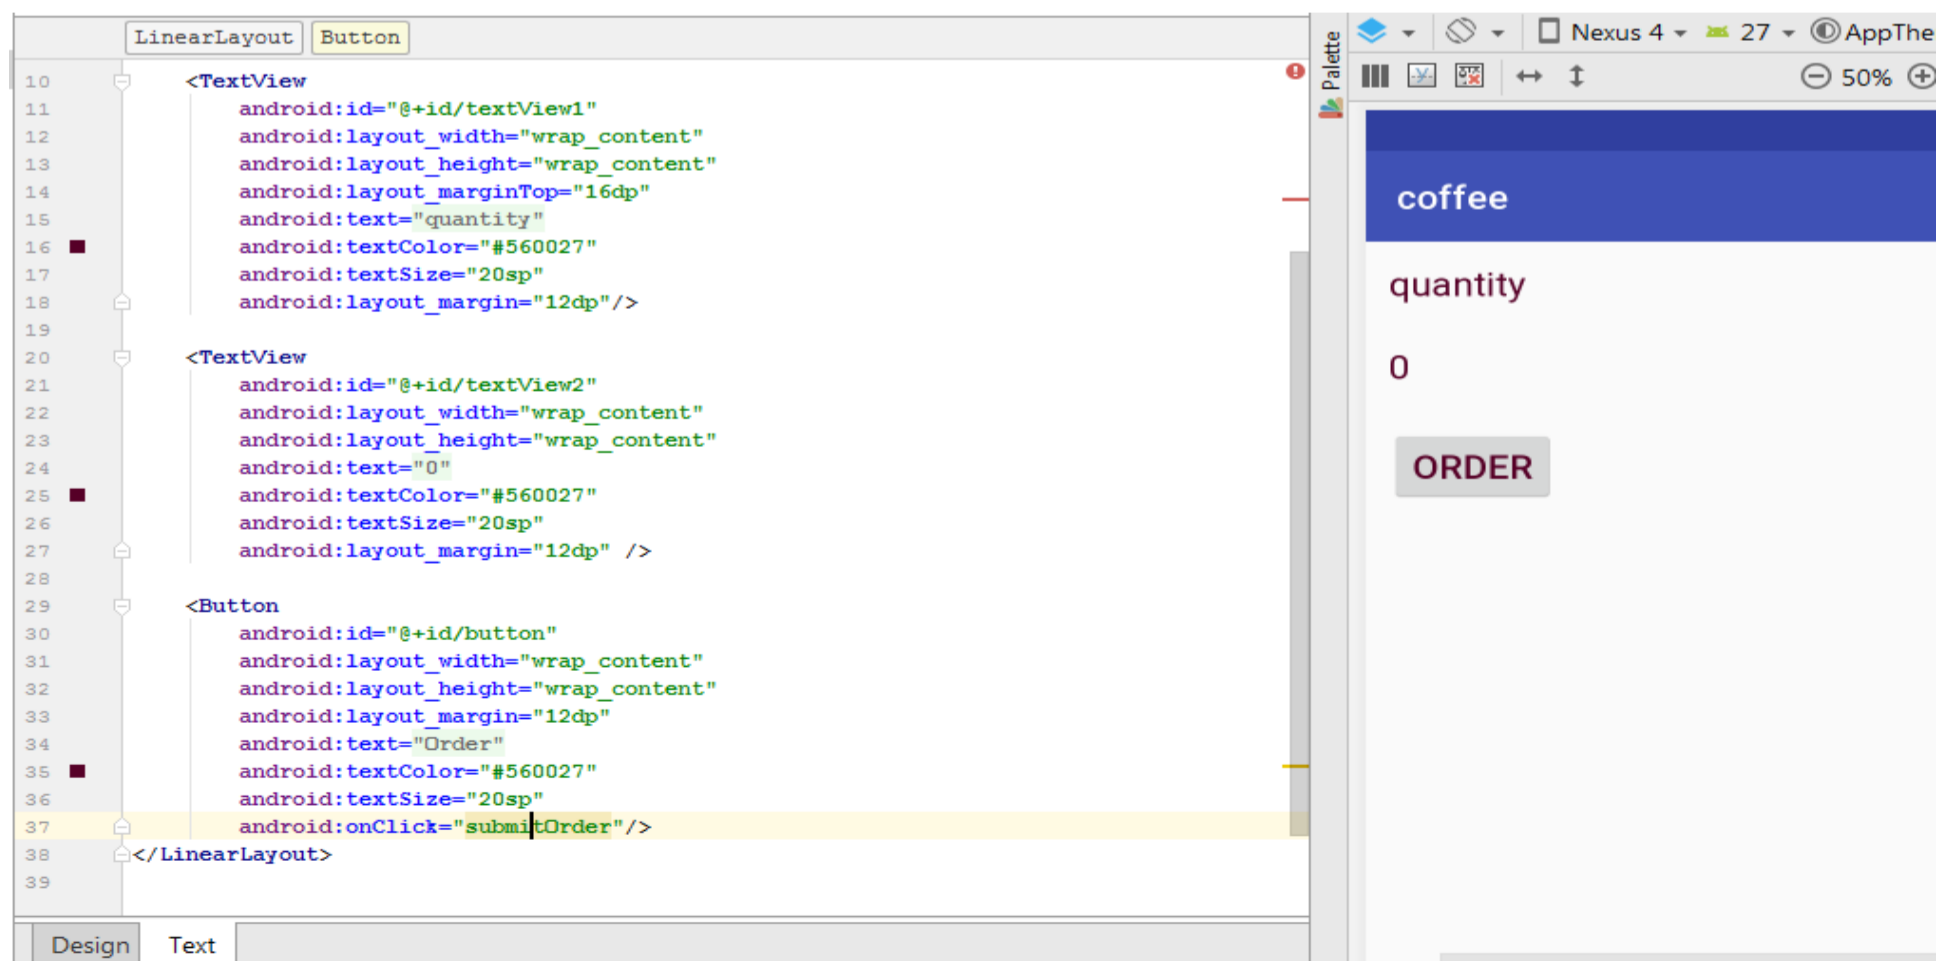 LinearLayout Button
10 <TextView
11 android:id="@+id/textView1"
12 android:layout_width="wrap_content"
13 android:layout_height="wrap_content"
14 android:layout_marginTop="16dp"
15 android:text="quantity"
16 android:textColor="#560027"
17 android:textSize="20sp"
18 android:layout_margin="12dp"/>
19
20 <TextView
21 android:id="@+id/textView2"
22 android:layout_width="wrap_content"
23 android:layout_height="wrap_content"
24 android:text="0"
25 android:textColor="#560027"
26 android:textSize="20sp"
27 android:layout_margin="12dp" />
28
29 <Button
30 android:id="@+id/button"
31 android:layout_width="wrap_content"
32 android:layout_height="wrap_content"
33 android:layout_margin="12dp"
34 android:text="Order"
35 android:textColor="#560027"
36 android:textSize="20sp"
37 android:onClick="submitOrder"/>
38 </LinearLayout>
39
Design Text
Palette
Nexus 4 27 AppThe
50%
coffee
quantity
0
ORDER